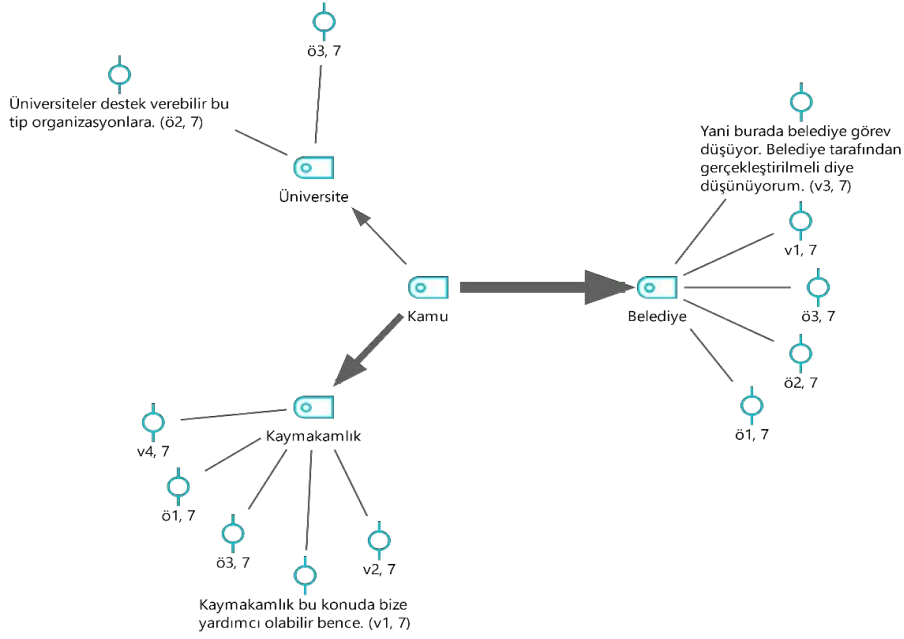 ö3, 7
Üniversiteler destek verebilir bu
tip organizasyonlara. (ö2, 7)
Üniversite
Yani burada belediye görev
düşüyor. Belediye tarafından
gerçekleştirilmeli diye
düşünüyorum. (v3, 7)
v1, 7
Kamu
Belediye
ö3, 7
ö2, 7
ö1, 7
Kaymakamlık
v4, 7
ö1, 7
ö3, 7
v2, 7
Kaymakamlık bu konuda bize
yardımcı olabilir bence. (v1, 7)